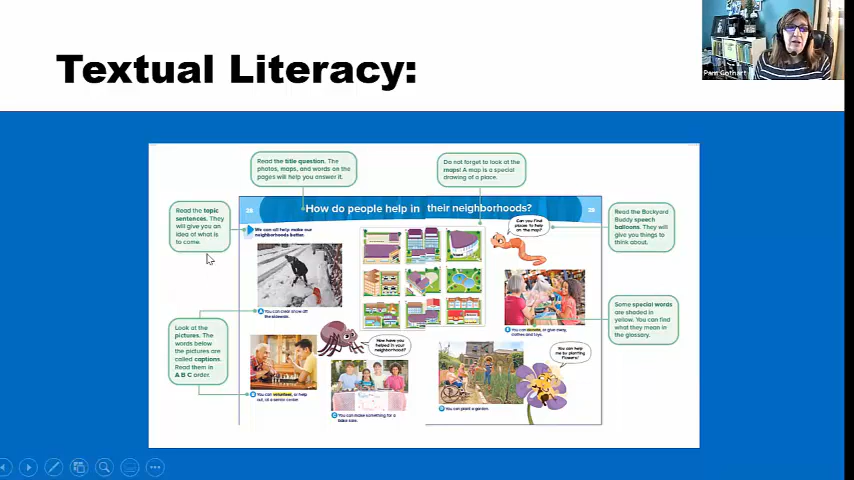 Textual Literacy:
Pam Gothart
Read the title question. The
photos, maps, and words on the
pages will help you answer it.
Do not forget to look at the
maps! A map is a special
drawing of a place.
Read the topic
sentences. They
will give you an
idea of what is
to come.
28
How do people help in their neighborhoods?
Read the Backyard
Buddy speech
balloons. They will
give you things to
think about.
We can all help make our
neighborhoods better.
Can you find
places to help
on the map?
A You can clear snow off
the sidewalk.
Some special words
are shaded in
yellow. You can find
what they mean in
the glossary.
You can donate, or give away,
clothes and toys.
Look at the
pictures. The
words below
the pictures are
called captions.
Read them in
A B C order.
How have you
helped in your
neighborhood?
You can help
me by planting
flowers!
B You can volunteer, or help
out, at a senior center.
C You can make something for a
bake sale.
D You can plant a garden.